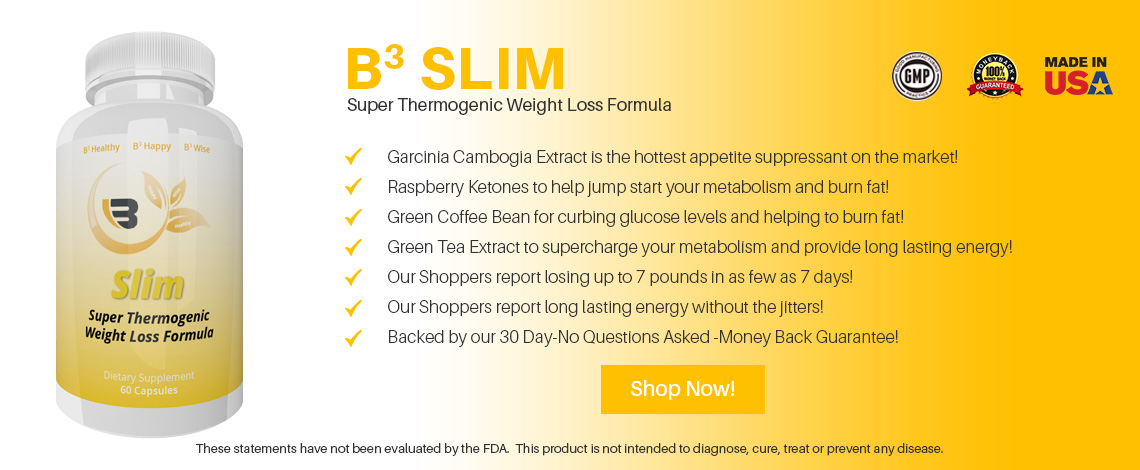 B³ SLIM
Super Thermogenic Weight Loss Formula
GMP
MONEYBACK
100%
MONEY BACK
GUARANTEED
MADE IN
USA
B³ Healthy B³ Happy B³ Wise
B
Slim
Super Thermogenic
Weight Loss Formula
Dietary Supplement
60 Capsules
Garcinia Cambogia Extract is the hottest appetite suppressant on the market!
Raspberry Ketones to help jump start your metabolism and burn fat!
Green Coffee Bean for curbing glucose levels and helping to burn fat!
Green Tea Extract to supercharge your metabolism and provide long lasting energy!
Our Shoppers report losing up to 7 pounds in as few as 7 days!
Our Shoppers report long lasting energy without the jitters!
Backed by our 30 Day-No Questions Asked -Money Back Guarantee!
Shop Now!
These statements have not been evaluated by the FDA. This product is not intended to diagnose, cure, treat or prevent any disease.